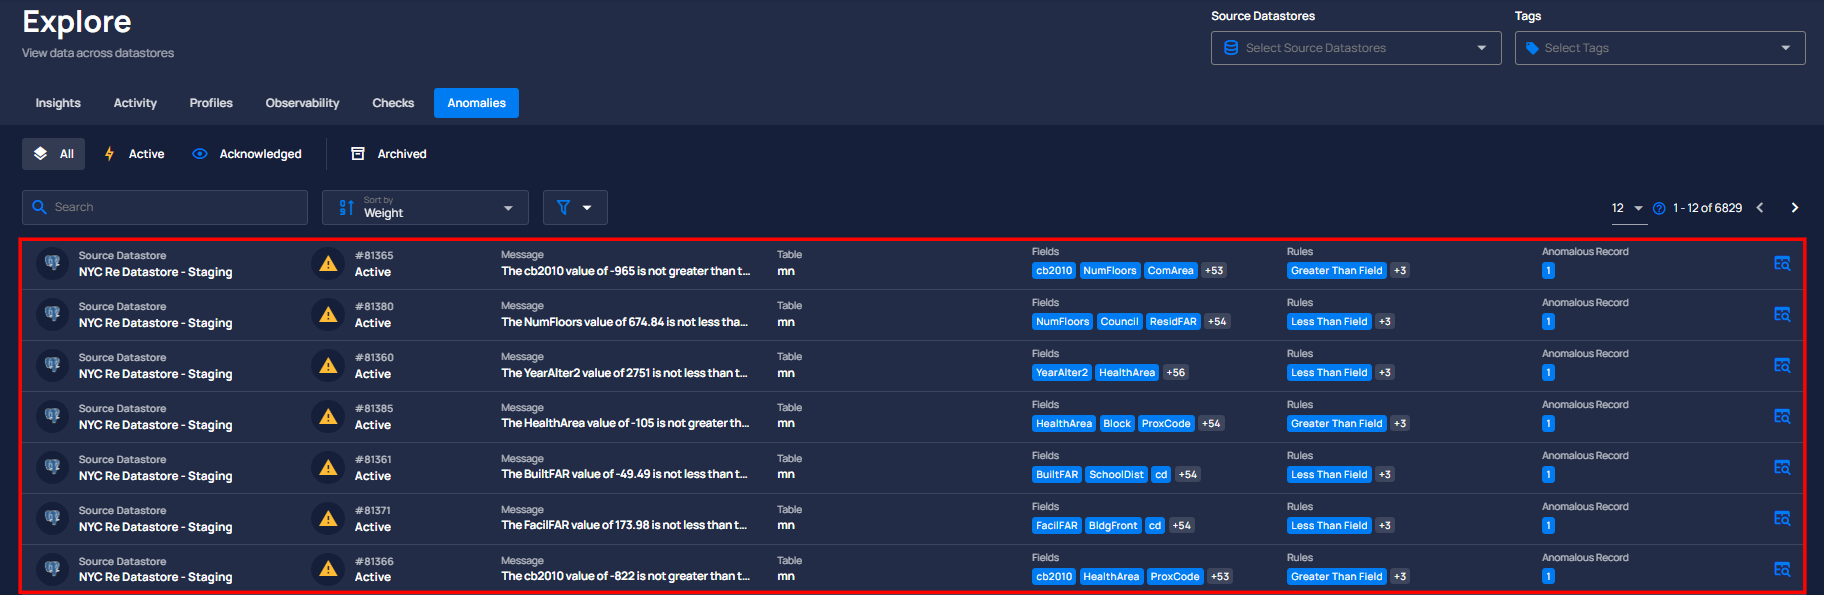 Explore
View data across datastores
Source Datastores
Select Source Datastores
Tags
Select Tags
Insights Activity Profiles Observability Checks Anomalies
All Active Acknowledged Archived
Search
Sort by
Weight
12 1 - 12 of 6829
Source Datastore #81365 Message Table Fields Rules Anomalous Record
NYC Re Datastore - Staging Active The cb2010 value of -965 is not greater than t... mn cb2010 NumFloors ComArea +53 Greater Than Field +3 1
Source Datastore #81380 Message Table Fields Rules Anomalous Record
NYC Re Datastore - Staging Active The NumFloors value of 674.84 is not less tha... mn NumFloors Council ResidFAR +54 Less Than Field +3 1
Source Datastore #81360 Message Table Fields Rules Anomalous Record
NYC Re Datastore - Staging Active The YearAlter2 value of 2751 is not less than t... mn YearAlter2 HealthArea +56 Less Than Field +3 1
Source Datastore #81385 Message Table Fields Rules Anomalous Record
NYC Re Datastore - Staging Active The HealthArea value of -105 is not greater th... mn HealthArea Block ProxCode +54 Greater Than Field +3 1
Source Datastore #81361 Message Table Fields Rules Anomalous Record
NYC Re Datastore - Staging Active The BuiltFAR value of -49.49 is not less than t... mn BuiltFAR SchoolDist cd +54 Less Than Field +3 1
Source Datastore #81371 Message Table Fields Rules Anomalous Record
NYC Re Datastore - Staging Active The FacilFAR value of 173.98 is not less than t... mn FacilFAR BldgFront cd +54 Less Than Field +3 1
Source Datastore #81366 Message Table Fields Rules Anomalous Record
NYC Re Datastore - Staging Active The cb2010 value of -822 is not greater than t... mn cb2010 HealthArea ProxCode +53 Greater Than Field +3 1